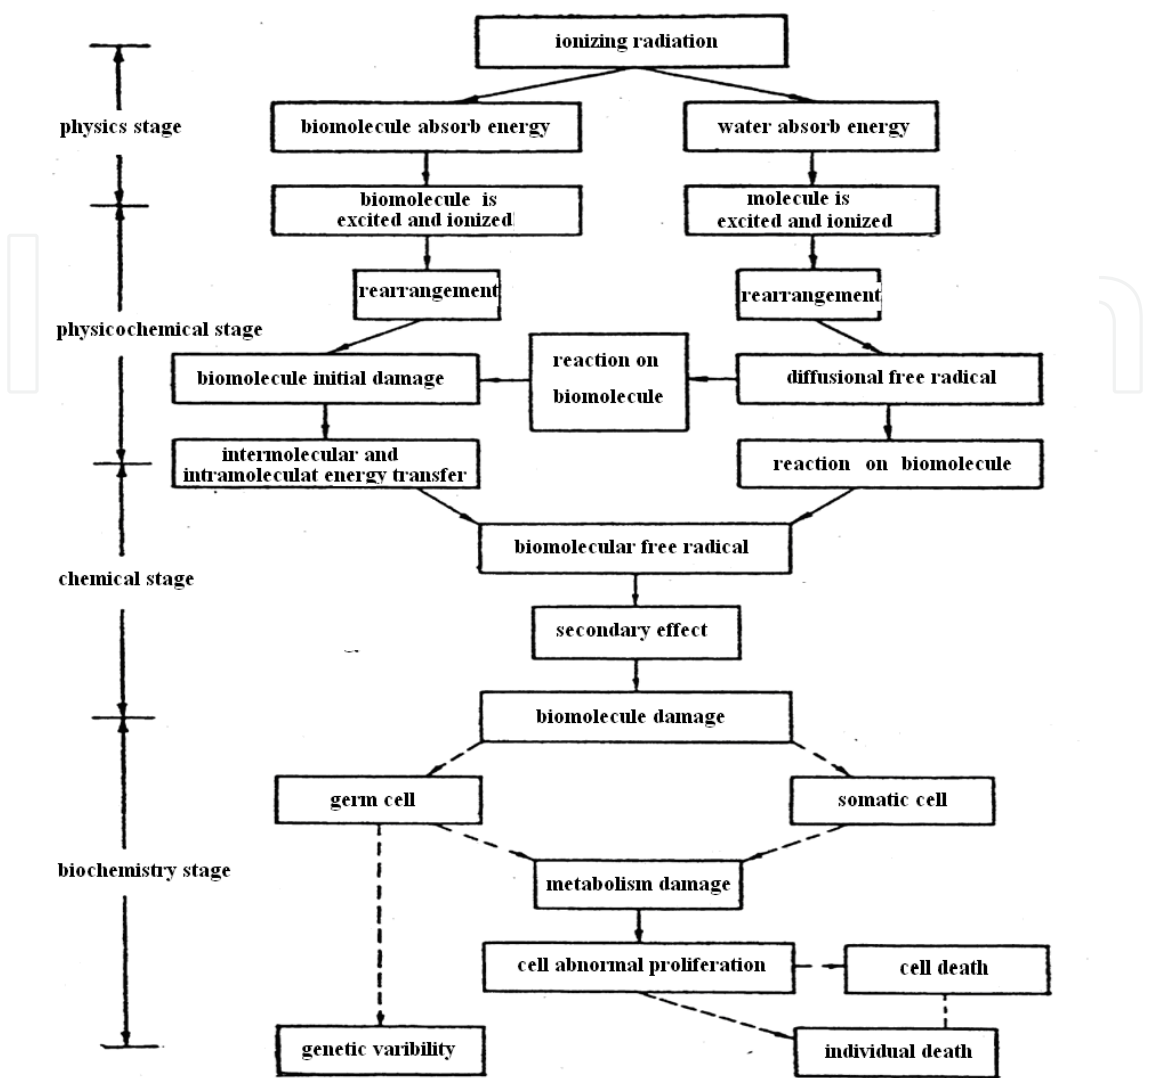 ionizing radiation
physics stage
biomolecule absorb energy
water absorb energy
biomolecule is
excited and ionized
molecule is
excited and ionized
rearrangement
rearrangement
physicochemical stage
reaction on
biomolecule
biomolecule initial damage
diffusional free radical
intermolecular and
intramoleculat energy transfer
reaction on biomolecule
biomolecular free radical
chemical stage
secondary effect
biomolecule damage
germ cell
somatic cell
biochemistry stage
metabolism damage
cell abnormal proliferation
cell death
genetic varibility
individual death